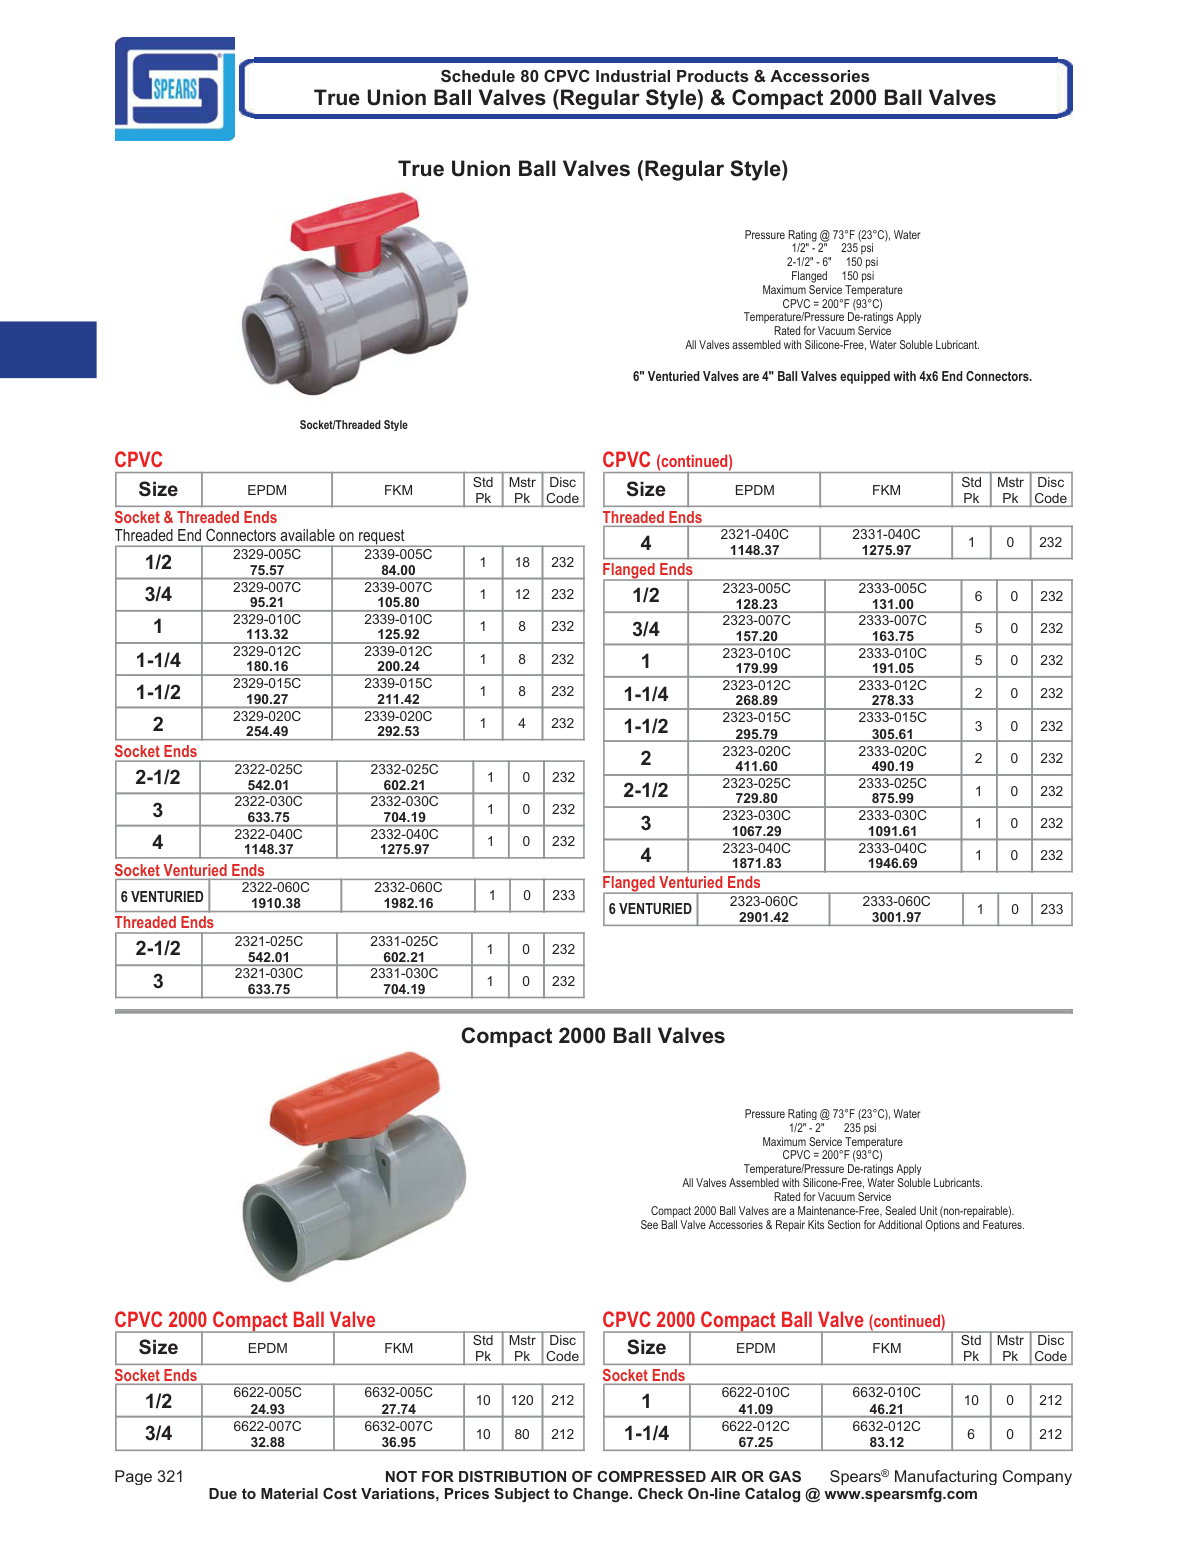 SPEARS®
Schedule 80 CPVC Industrial Products & Accessories
True Union Ball Valves (Regular Style) & Compact 2000 Ball Valves
True Union Ball Valves (Regular Style)
Pressure Rating @ 73°F (23°C), Water
1/2" - 2" 235 psi
2-1/2" - 6" 150 psi
Flanged 150 psi
Maximum Service Temperature
CPVC = 200°F (93°C)
Temperature/Pressure De-ratings Apply
Rated for Vacuum Service
All Valves assembled with Silicone-Free, Water Soluble Lubricant.
6" Venturied Valves are 4" Ball Valves equipped with 4x6 End Connectors.
Socket/Threaded Style
CPVC
Size EPDM FKM Std Pk Mstr Pk Disc Code
Socket & Threaded Ends
Threaded End Connectors available on request
1/2 2329-005C 75.57 2339-005C 84.00 1 18 232
3/4 2329-007C 95.21 2339-007C 105.80 1 12 232
1 2329-010C 113.32 2339-010C 125.92 1 8 232
1-1/4 2329-012C 180.16 2339-012C 200.24 1 8 232
1-1/2 2329-015C 190.27 2339-015C 211.42 1 8 232
2 2329-020C 254.49 2339-020C 292.53 1 4 232
Socket Ends
2-1/2 2322-025C 542.01 2332-025C 602.21 1 0 232
3 2322-030C 633.75 2332-030C 704.19 1 0 232
4 2322-040C 1148.37 2332-040C 1275.97 1 0 232
Socket Venturied Ends
6 VENTURIED 2322-060C 1910.38 2332-060C 1982.16 1 0 233
Threaded Ends
2-1/2 2321-025C 542.01 2331-025C 602.21 1 0 232
3 2321-030C 633.75 2331-030C 704.19 1 0 232
CPVC (continued)
Size EPDM FKM Std Pk Mstr Pk Disc Code
Threaded Ends
4 2321-040C 1148.37 2331-040C 1275.97 1 0 232
Flanged Ends
1/2 2323-005C 128.23 2333-005C 131.00 6 0 232
3/4 2323-007C 157.20 2333-007C 163.75 5 0 232
1 2323-010C 179.99 2333-010C 191.05 5 0 232
1-1/4 2323-012C 268.89 2333-012C 278.33 2 0 232
1-1/2 2323-015C 295.79 2333-015C 305.61 3 0 232
2 2323-020C 411.60 2333-020C 490.19 2 0 232
2-1/2 2323-025C 729.80 2333-025C 875.99 1 0 232
3 2323-030C 1067.29 2333-030C 1091.61 1 0 232
4 2323-040C 1871.83 2333-040C 1946.69 1 0 232
Flanged Venturied Ends
6 VENTURIED 2323-060C 2901.42 2333-060C 3001.97 1 0 233
Compact 2000 Ball Valves
Pressure Rating @ 73°F (23°C), Water
1/2" - 2" 235 psi
Maximum Service Temperature
CPVC = 200°F (93°C)
Temperature/Pressure De-ratings Apply
All Valves Assembled with Silicone-Free, Water Soluble Lubricants.
Rated for Vacuum Service
Compact 2000 Ball Valves are a Maintenance-Free, Sealed Unit (non-repairable).
See Ball Valve Accessories & Repair Kits Section for Additional Options and Features.
CPVC 2000 Compact Ball Valve
Size EPDM FKM Std Pk Mstr Pk Disc Code
Socket Ends
1/2 6622-005C 24.93 6632-005C 27.74 10 120 212
3/4 6622-007C 32.88 6632-007C 36.95 10 80 212
CPVC 2000 Compact Ball Valve (continued)
Size EPDM FKM Std Pk Mstr Pk Disc Code
Socket Ends
1 6622-010C 41.09 6632-010C 46.21 10 0 212
1-1/4 6622-012C 67.25 6632-012C 83.12 6 0 212
Page 321 NOT FOR DISTRIBUTION OF COMPRESSED AIR OR GAS Spears® Manufacturing Company
Due to Material Cost Variations, Prices Subject to Change. Check On-line Catalog @ www.spearsmfg.com